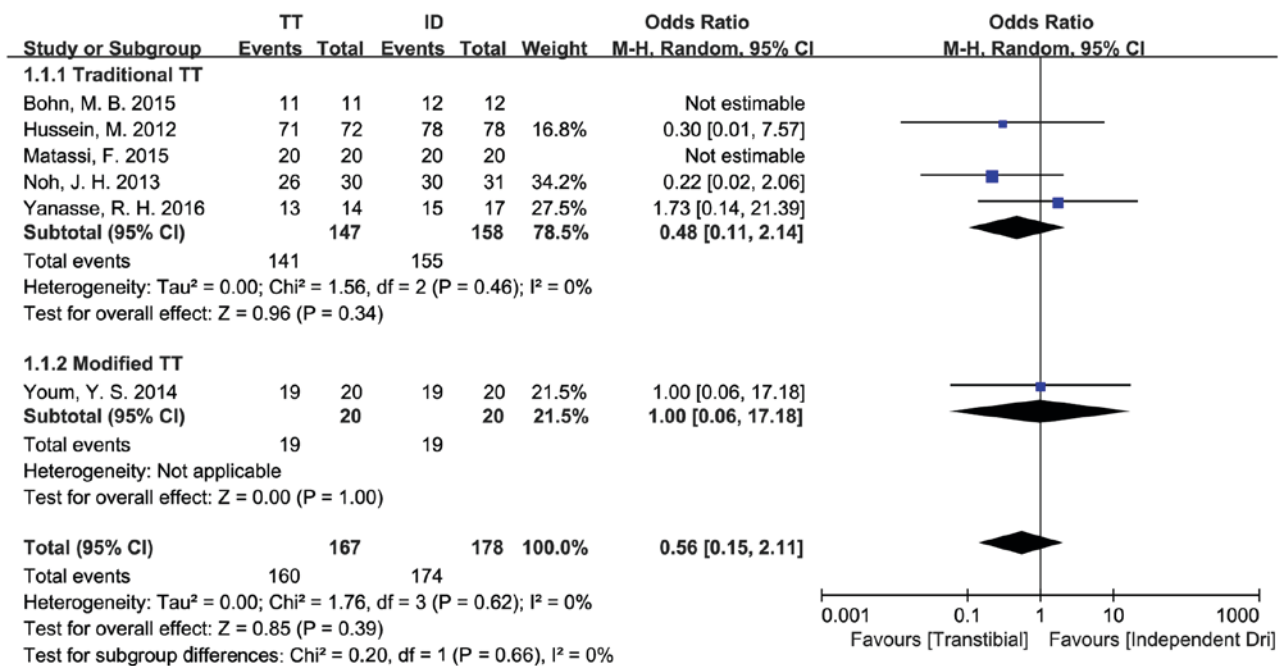 TT ID Odds Ratio Odds Ratio
Study or Subgroup Events Total Events Total Weight M-H, Random, 95% CI M-H, Random, 95% CI
1.1.1 Traditional TT
Bohn, M. B. 2015 11 11 12 12 Not estimable
Hussein, M. 2012 71 72 78 78 16.8% 0.30 [0.01, 7.57]
Matassi, F. 2015 20 20 20 20 Not estimable
Noh, J. H. 2013 26 30 30 31 34.2% 0.22 [0.02, 2.06]
Yanasse, R. H. 2016 13 14 15 17 27.5% 1.73 [0.14, 21.39]
Subtotal (95% CI) 147 158 78.5% 0.48 [0.11, 2.14]
Total events 141 155
Heterogeneity: Tau² = 0.00; Chi² = 1.56, df = 2 (P = 0.46); I² = 0%
Test for overall effect: Z = 0.96 (P = 0.34)
1.1.2 Modified TT
Youm, Y. S. 2014 19 20 19 20 21.5% 1.00 [0.06, 17.18]
Subtotal (95% CI) 20 20 21.5% 1.00 [0.06, 17.18]
Total events 19 19
Heterogeneity: Not applicable
Test for overall effect: Z = 0.00 (P = 1.00)
Total (95% CI) 167 178 100.0% 0.56 [0.15, 2.11]
Total events 160 174
Heterogeneity: Tau² = 0.00; Chi² = 1.76, df = 3 (P = 0.62); I² = 0%
Test for overall effect: Z = 0.85 (P = 0.39)
Test for subgroup differences: Chi² = 0.20, df = 1 (P = 0.66), I² = 0%
0.001 0.1 1 10 1000
Favours [Transtibial] Favours [Independent Dri]